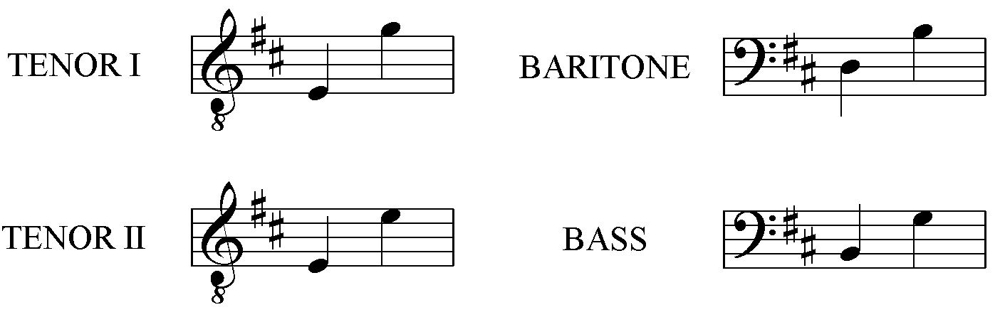 TENOR I
8
BARITONE
TENOR II
8
BASS